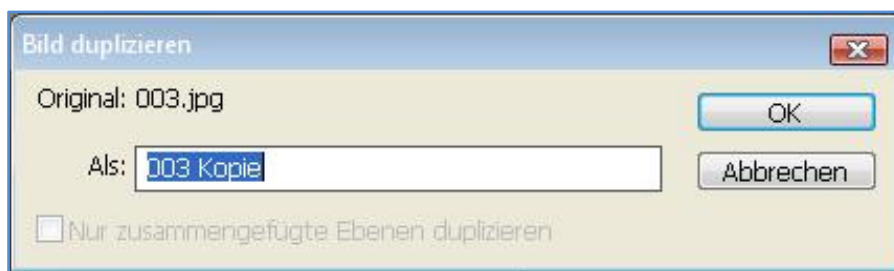 Bild duplizieren
Original: 003.jpg
OK
Als: 003 Kopie
Abbrechen
Nur zusammengefügte Ebenen duplizieren